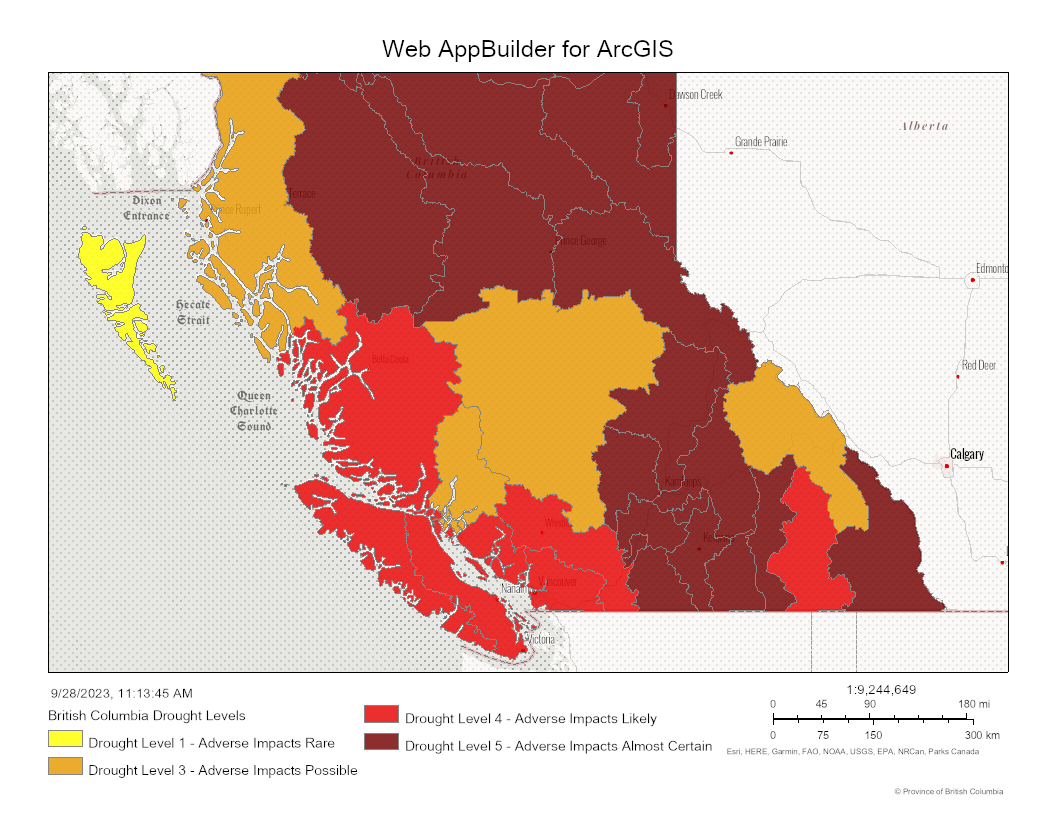 Web AppBuilder for ArcGIS
Dawson Creek
Grande Prairie
Alberta
British
Columbia
Terrace
Dixon
Entrance
Prince Rupert
Prince George
Edmonto
Hecate
Strait
Bella Coola
Red Deer
Queen
Charlotte
Sound
Calgary
Kamloops
Vancouver
Victoria
9/28/2023, 11:13:45 AM
British Columbia Drought Levels
Drought Level 1 - Adverse Impacts Rare
Drought Level 3 - Adverse Impacts Possible
Drought Level 4 - Adverse Impacts Likely
Drought Level 5 - Adverse Impacts Almost Certain
1:9,244,649
0 45 90 180 mi
0 75 150 300 km
Esri, HERE, Garmin, FAO, NOAA, USGS, EPA, NRCan, Parks Canada
© Province of British Columbia